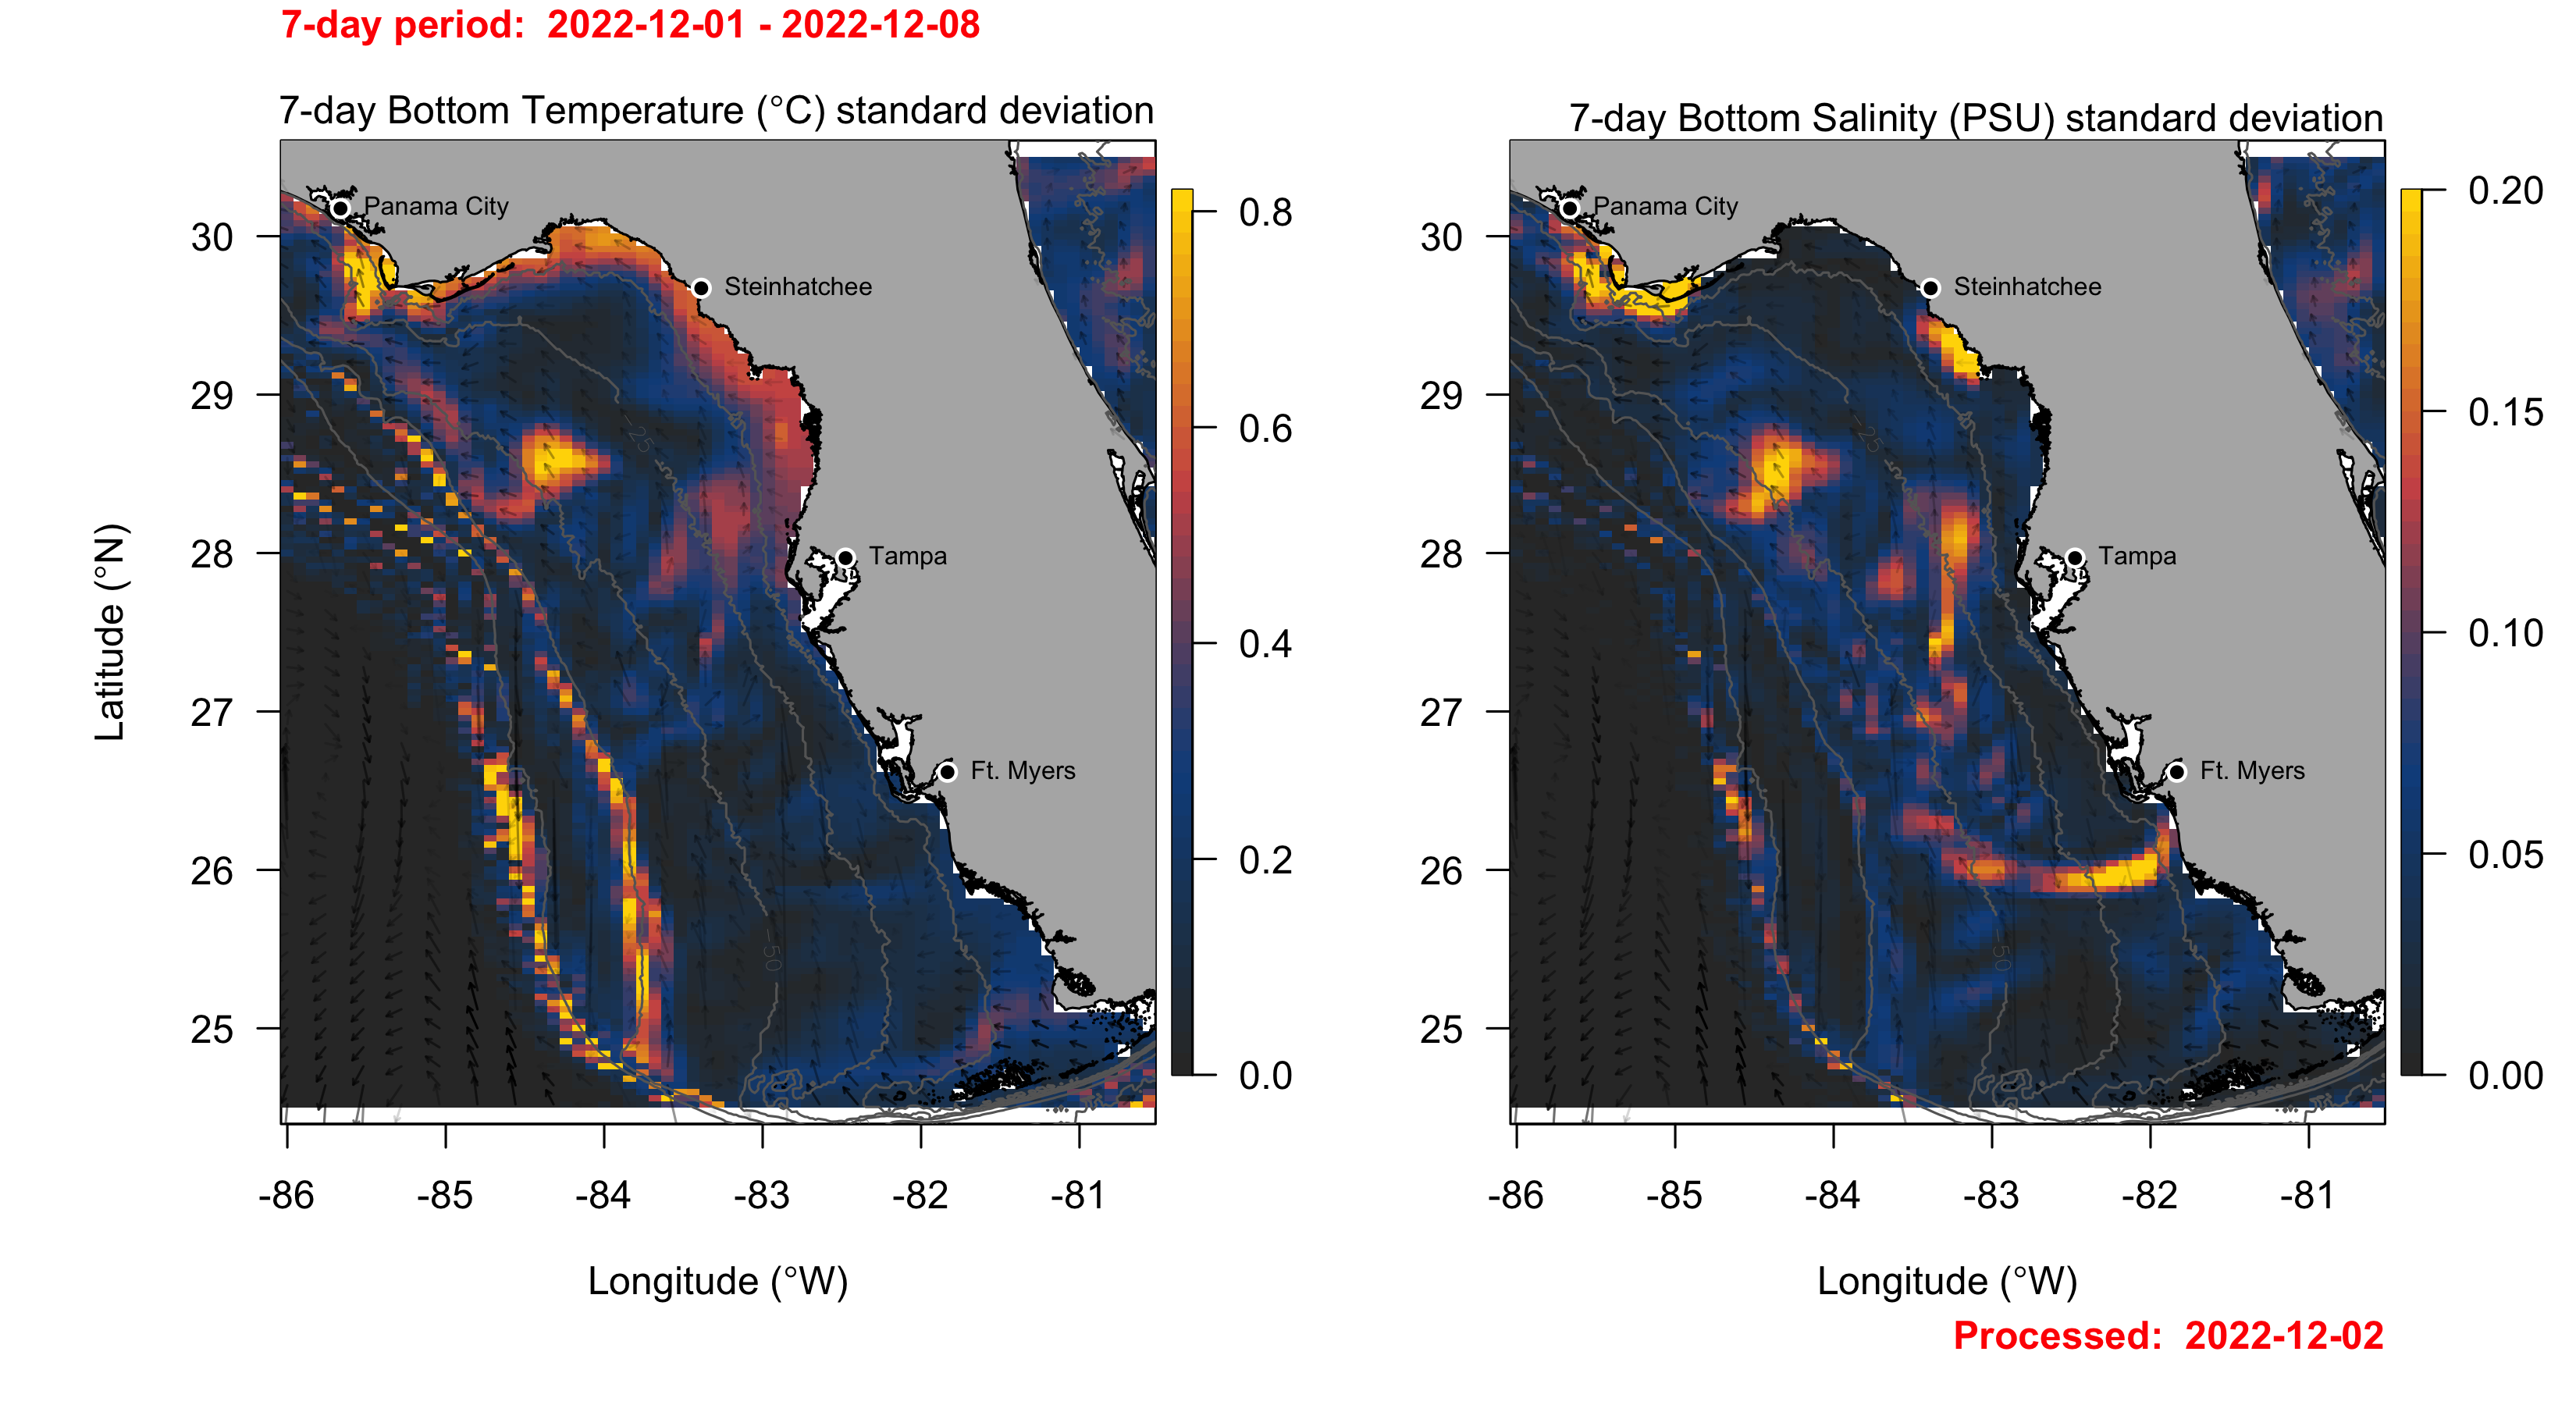 7-day period:  2022-12-01 - 2022-12-08
7-day Bottom Temperature (°C) standard deviation
Panama City
Steinhatchee
Tampa
Ft. Myers
-25
-50
30
29
28
27
26
25
Latitude (°N)
-86 -85 -84 -83 -82 -81
Longitude (°W)
0.8
0.6
0.4
0.2
0.0
7-day Bottom Salinity (PSU) standard deviation
Panama City
Steinhatchee
Tampa
Ft. Myers
-25
-50
30
29
28
27
26
25
-86 -85 -84 -83 -82 -81
Longitude (°W)
0.20
0.15
0.10
0.05
0.00
Processed:  2022-12-02